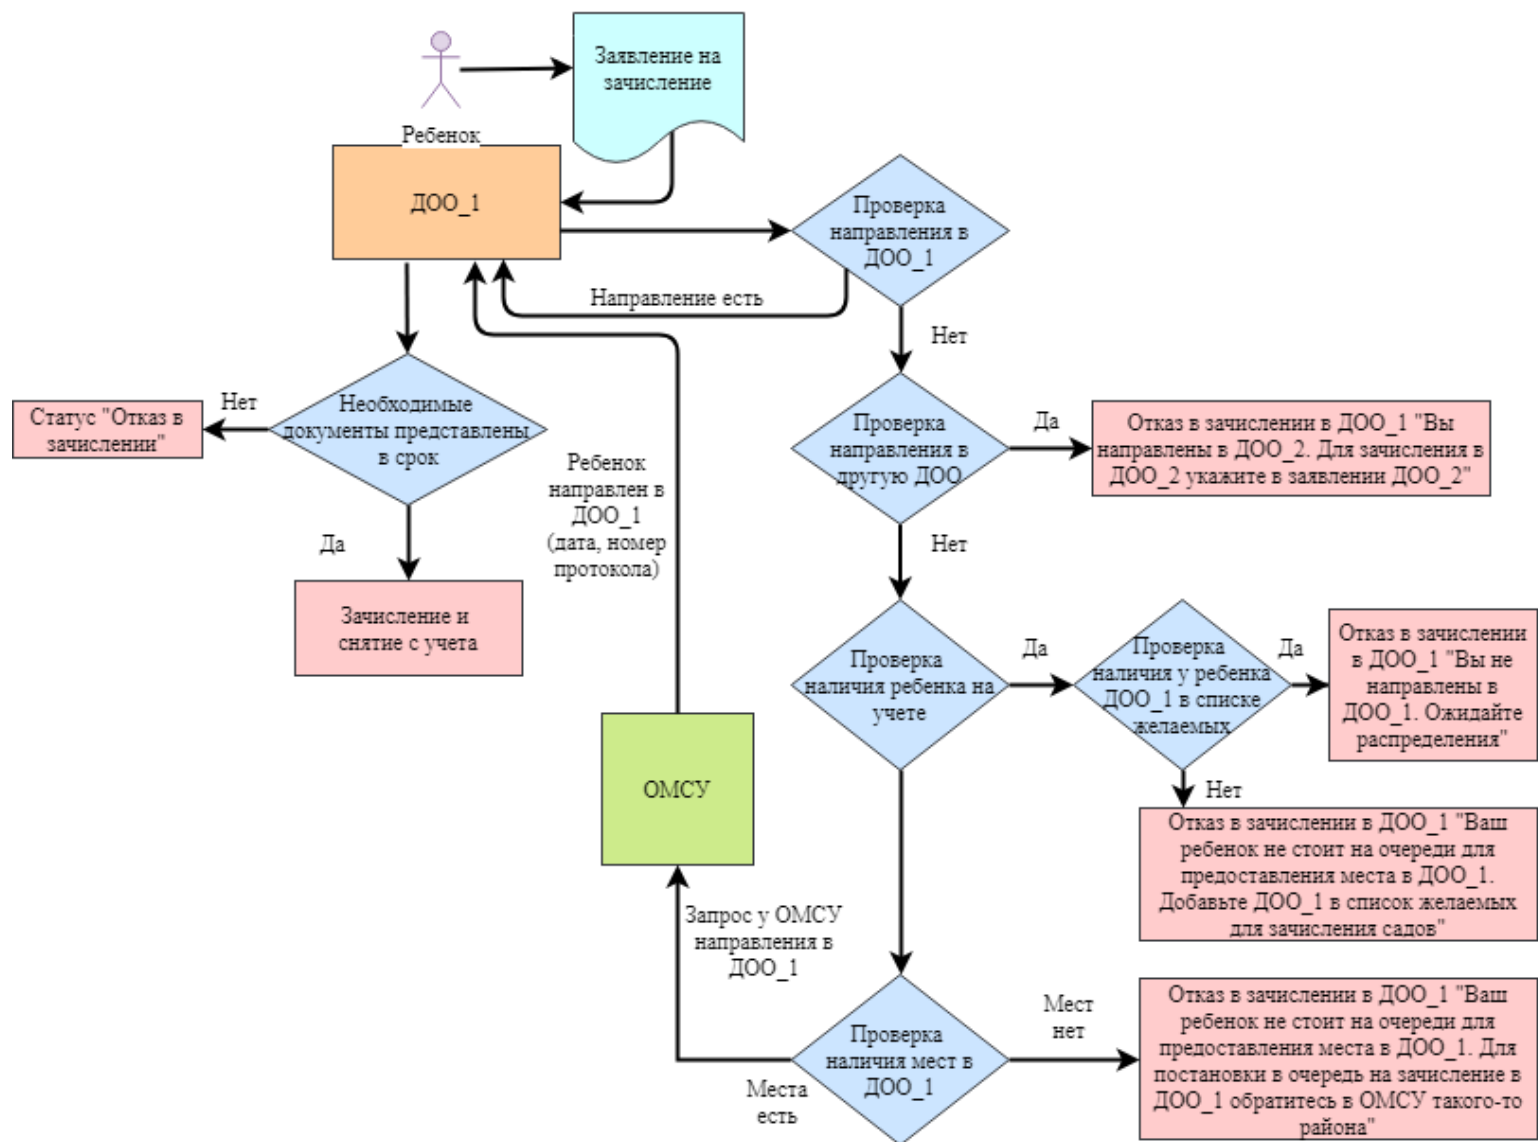 Заявление на
зачисление
Ребенок
ДОО_1
Проверка
направления в
ДОО_1
Направление есть
Нет
Необходимые
документы представлены
в срок
Нет
Статус "Отказ в
зачислении"
Да
Зачисление и
снятие с учета
Проверка
направления в
другую ДОО
Да
Отказ в зачислении в ДОО_1 "Вы
направлены в ДОО_2. Для зачисления в
ДОО_2 укажите в заявлении ДОО_2"
Нет
Ребенок
направлен в
ДОО_1
(дата, номер
протокола)
Проверка
наличия ребенка на
учете
Да
Проверка
наличия у ребенка
ДОО_1 в списке
желаемых
Да
Отказ в зачислении
в ДОО_1 "Вы не
направлены в
ДОО_1. Ожидайте
распределения"
Нет
Отказ в зачислении в ДОО_1 "Ваш
ребенок не стоит на очереди для
предоставления места в ДОО_1.
Добавьте ДОО_1 в список желаемых
для зачисления садов"
ОМСУ
Запрос у ОМСУ
направления в
ДОО_1
Проверка
наличия мест в
ДОО_1
Места
есть
Мест
нет
Отказ в зачислении в ДОО_1 "Ваш
ребенок не стоит на очереди для
предоставления места в ДОО_1. Для
постановки в очередь на зачисление в
ДОО_1 обратитесь в ОМСУ такого-то
района"